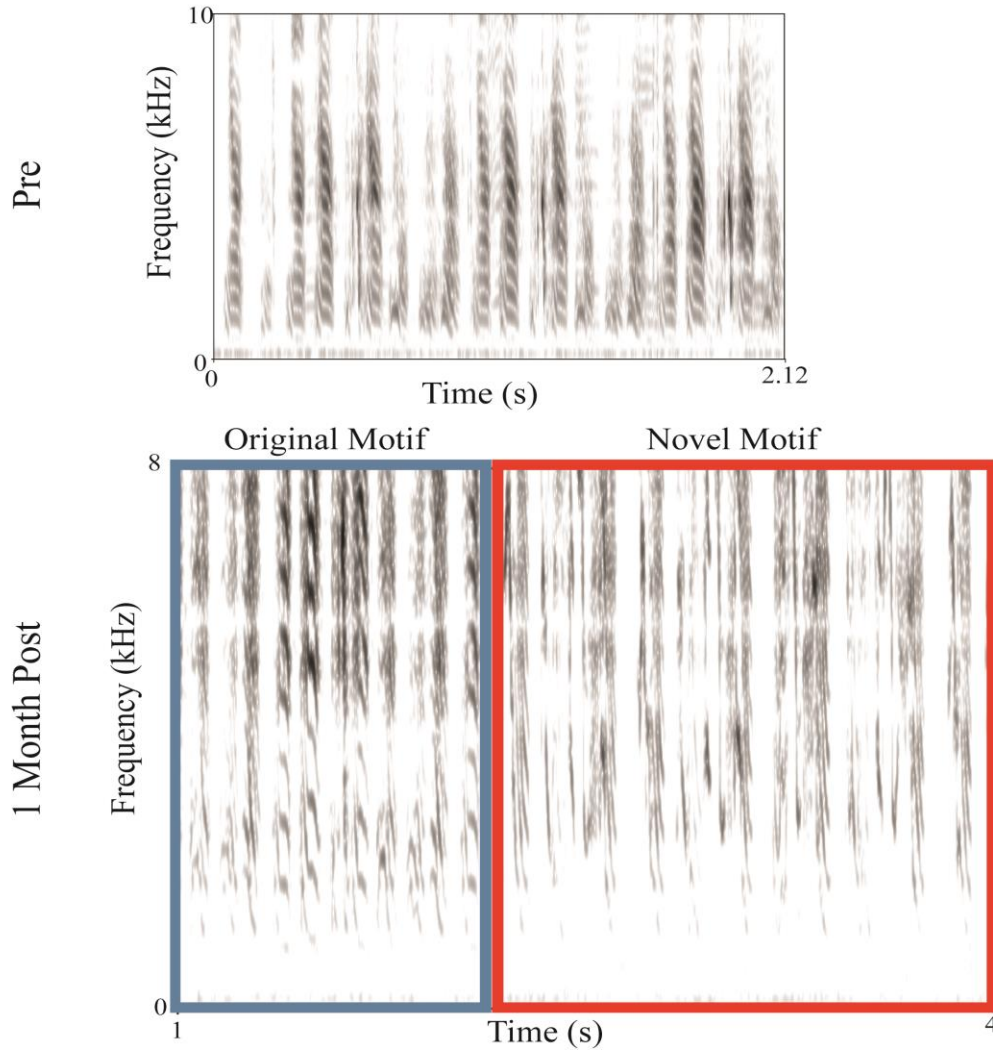 Pre
Frequency (kHz)
10
0
0
2.12
Time (s)
Original Motif
Novel Motif
1 Month Post
Frequency (kHz)
8
0
1
4
Time (s)